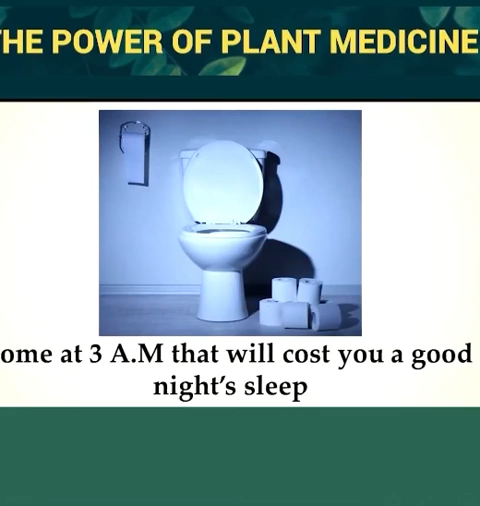 THE POWER OF PLANT MEDICINE
ome at 3 A.M that will cost you a good
night's sleep